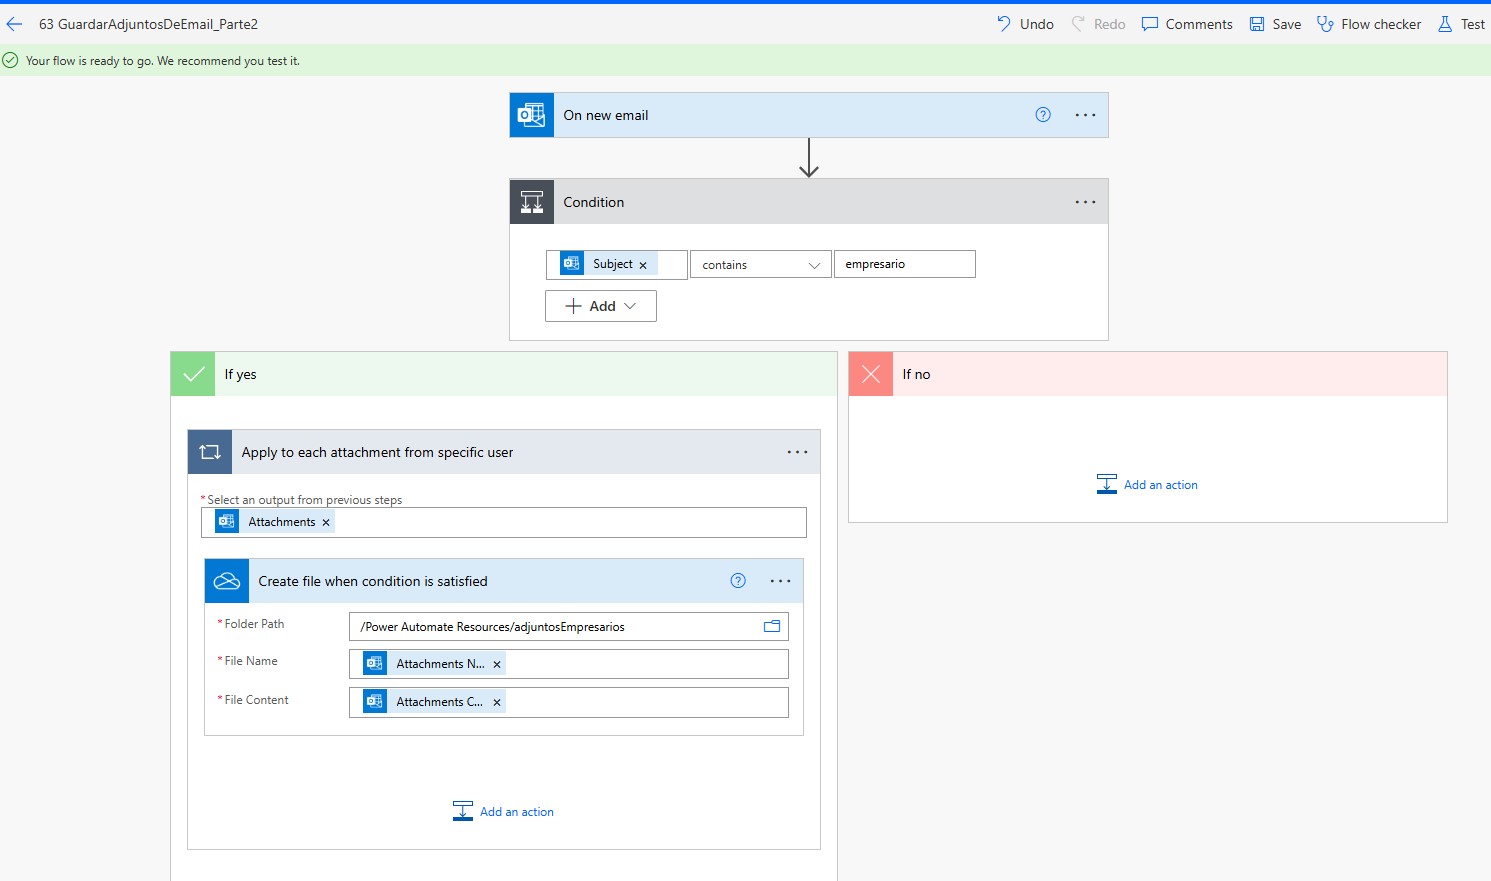 63 GuardarAdjuntosDeEmail_Parte2
Undo
Redo
Comments
Save
Flow checker
Test
Your flow is ready to go. We recommend you test it.
On new email
Condition
Subject
contains
empresario
Add
If yes
Apply to each attachment from specific user
*Select an output from previous steps
Attachments
Create file when condition is satisfied
*Folder Path
/Power Automate Resources/adjuntosEmpresarios
*File Name
Attachments N...
*File Content
Attachments C...
Add an action
If no
Add an action